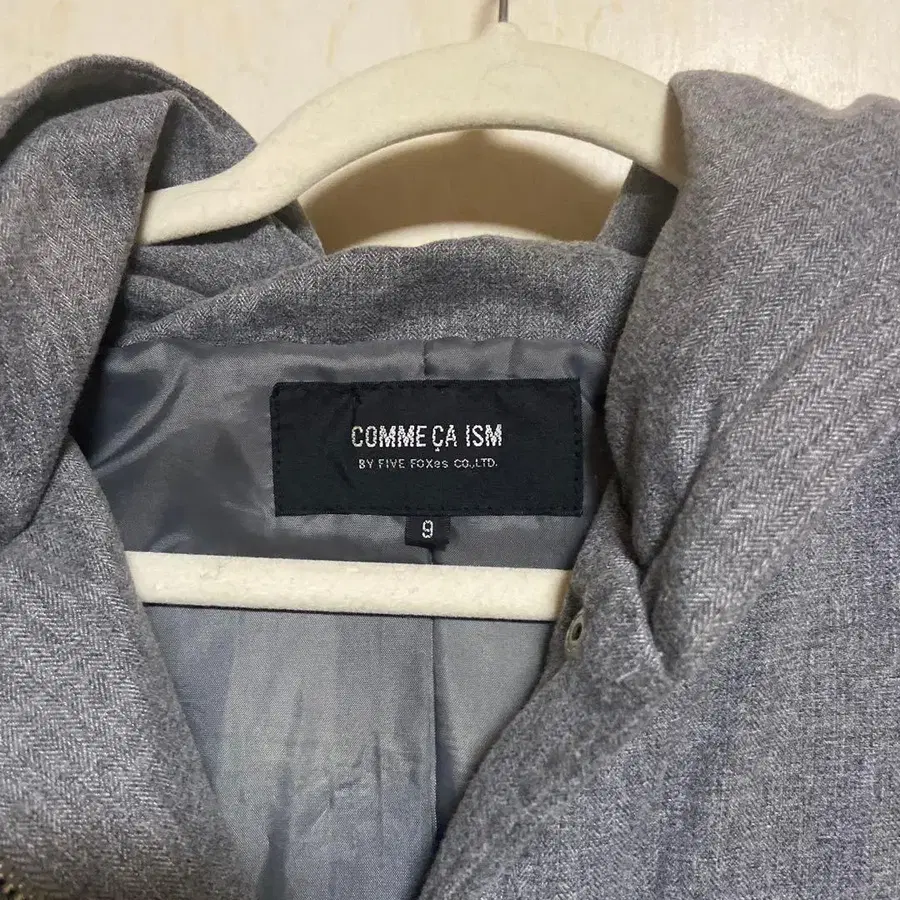 COMME ÇA ISM
BY FIVE FOXes CO.,LTD.
9